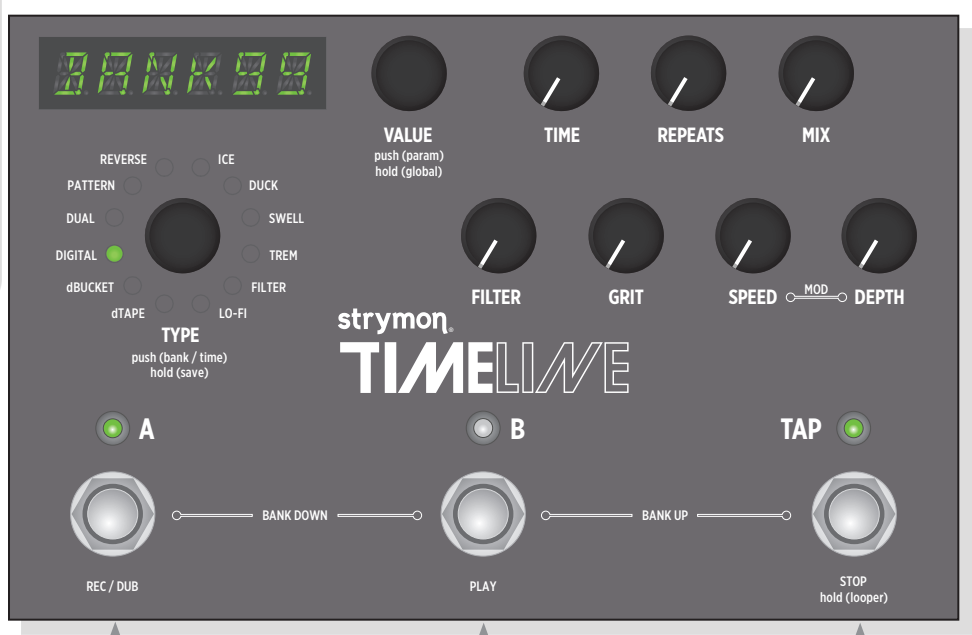 BANK99
VALUE
push (param)
hold (global)
TIME
REPEATS
MIX
REVERSE
ICE
PATTERN
DUCK
DUAL
SWELL
DIGITAL
TREM
dBUCKET
FILTER
dTAPE
LO-FI
TYPE
push (bank / time)
hold (save)
FILTER
GRIT
SPEED
MOD
DEPTH
strymon®
TIMELINE
A
B
TAP
BANK DOWN
BANK UP
REC / DUB
PLAY
STOP
hold (looper)